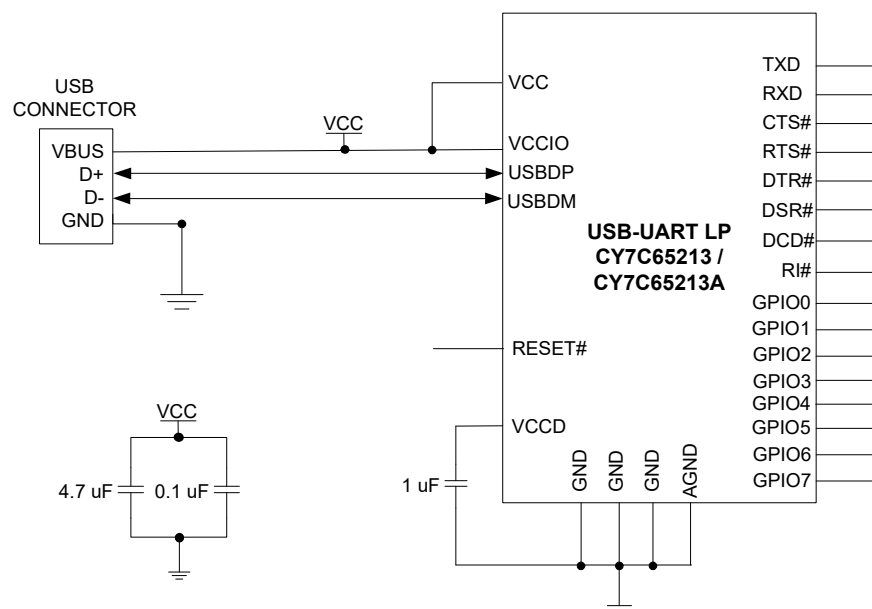 USB
CONNECTOR
VBUS
D+
D-
GND
VCC
VCC
VCCIO
USBDP
USBDM
USB-UART LP
CY7C65213 /
CY7C65213A
RESET#
VCCD
GND
GND
GND
AGND
TXD
RXD
CTS#
RTS#
DTR#
DSR#
DCD#
RI#
GPIO0
GPIO1
GPIO2
GPIO3
GPIO4
GPIO5
GPIO6
GPIO7
VCC
4.7 uF
0.1 uF
1 uF